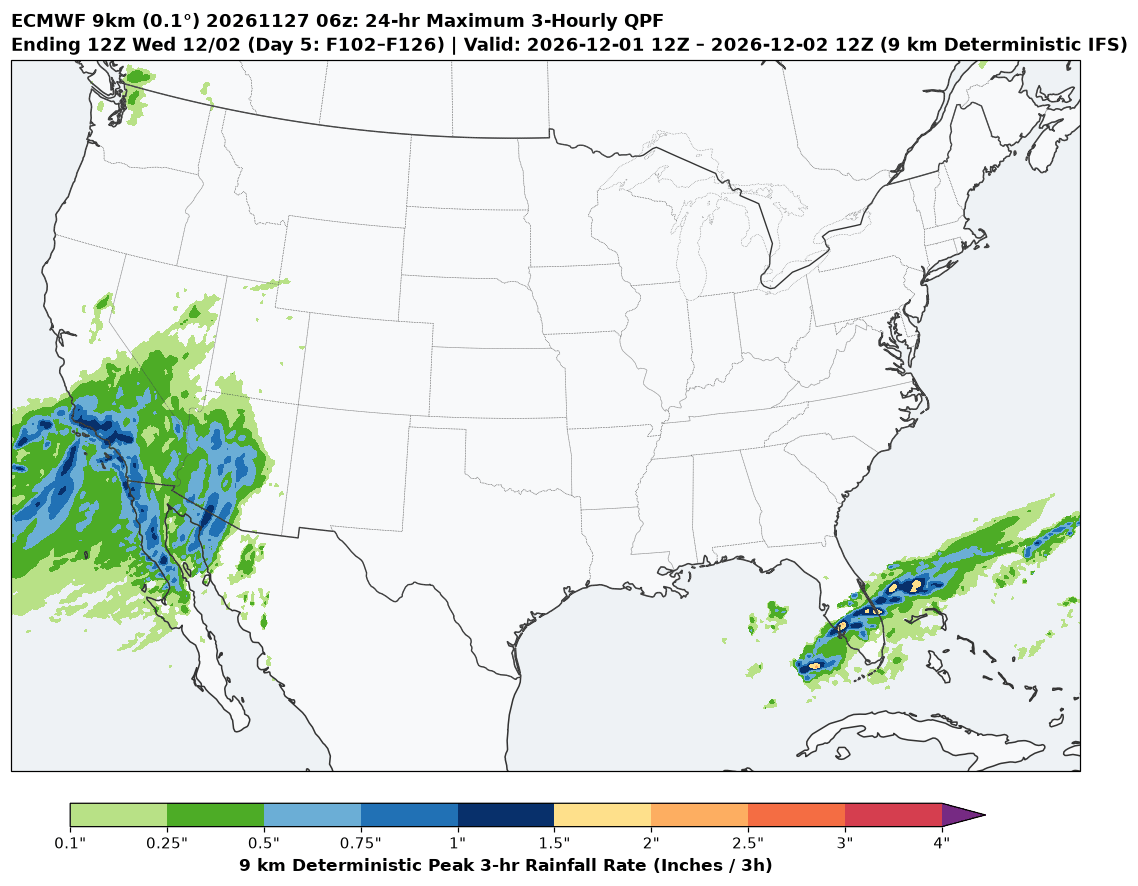 ECMWF 9km (0.1°) 20261127 06z: 24-hr Maximum 3-Hourly QPF
Ending 12Z Wed 12/02 (Day 5: F102–F126) | Valid: 2026-12-01 12Z – 2026-12-02 12Z (9 km Deterministic IFS)
0.1" 0.25" 0.5" 0.75" 1" 1.5" 2" 2.5" 3" 4"
9 km Deterministic Peak 3-hr Rainfall Rate (Inches / 3h)